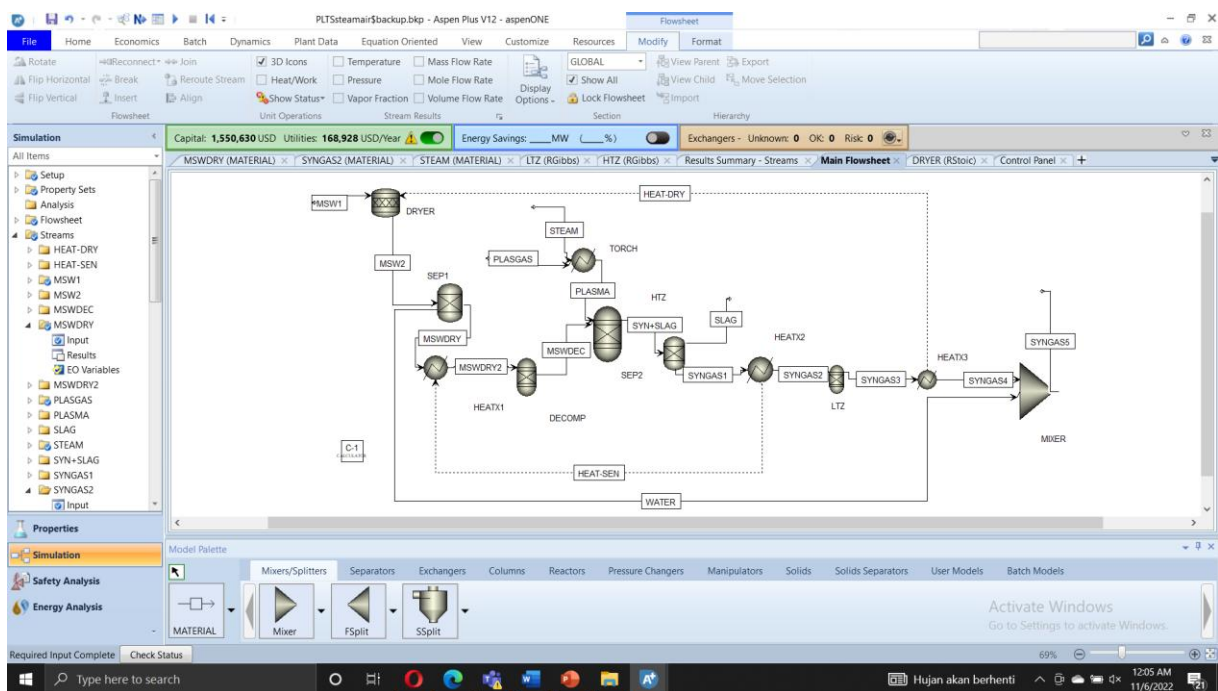 PLTSsteamair$backup.bkp - Aspen Plus V12 - aspenONE
Flowsheet
File Home Economics Batch Dynamics Plant Data Equation Oriented View Customize Resources Modify Format
Rotate Reconnect Join 3D Icons Temperature Mass Flow Rate GLOBAL View Parent Export
Flip Horizontal Break Reroute Stream Heat/Work Pressure Mole Flow Rate Show All View Child Move Selection
Flip Vertical Insert Align Show Status Vapor Fraction Volume Flow Rate Display Options Lock Flowsheet Import
Flowsheet Unit Operations Stream Results Section Hierarchy
Simulation
Capital: 1,550,630 USD Utilities: 168,928 USD/Year Energy Savings: ____MW (____%) Exchangers - Unknown: 0 OK: 0 Risk: 0
All Items
MSWDRY (MATERIAL) SYNGAS2 (MATERIAL) STEAM (MATERIAL) LTZ (RGibbs) HTZ (RGibbs) Results Summary - Streams Main Flowsheet DRYER (RStoic) Control Panel +
Setup
Property Sets
Analysis
Flowsheet
Streams
HEAT-DRY
HEAT-SEN
MSW1
MSW2
MSWDEC
MSWDRY
Input
Results
EO Variables
MSWDRY2
PLASGAS
PLASMA
SLAG
STEAM
SYN+SLAG
SYNGAS1
SYNGAS2
Input
Properties
Simulation
Safety Analysis
Energy Analysis
HEAT-DRY
MSW1
DRYER
STEAM
TORCH
PLASGAS
MSW2
SEP1
PLASMA
HTZ
SYN+SLAG
SLAG
MSWDRY
MSWDEC
HEATX2
SYNGAS5
HEATX3
MSWDRY2
SEP2
SYNGAS1
SYNGAS2
SYNGAS3
SYNGAS4
HEATX1
DECOMP
LTZ
MIXER
C-1
CALCULATOR
HEAT-SEN
WATER
Model Palette
Mixers/Splitters Separators Exchangers Columns Reactors Pressure Changers Manipulators Solids Solids Separators User Models Batch Models
MATERIAL Mixer FSplit SSplit
Activate Windows
Go to Settings to activate Windows.
Required Input Complete Check Status 69%
Type here to search
Hujan akan berhenti
12:05 AM
11/6/2022
21